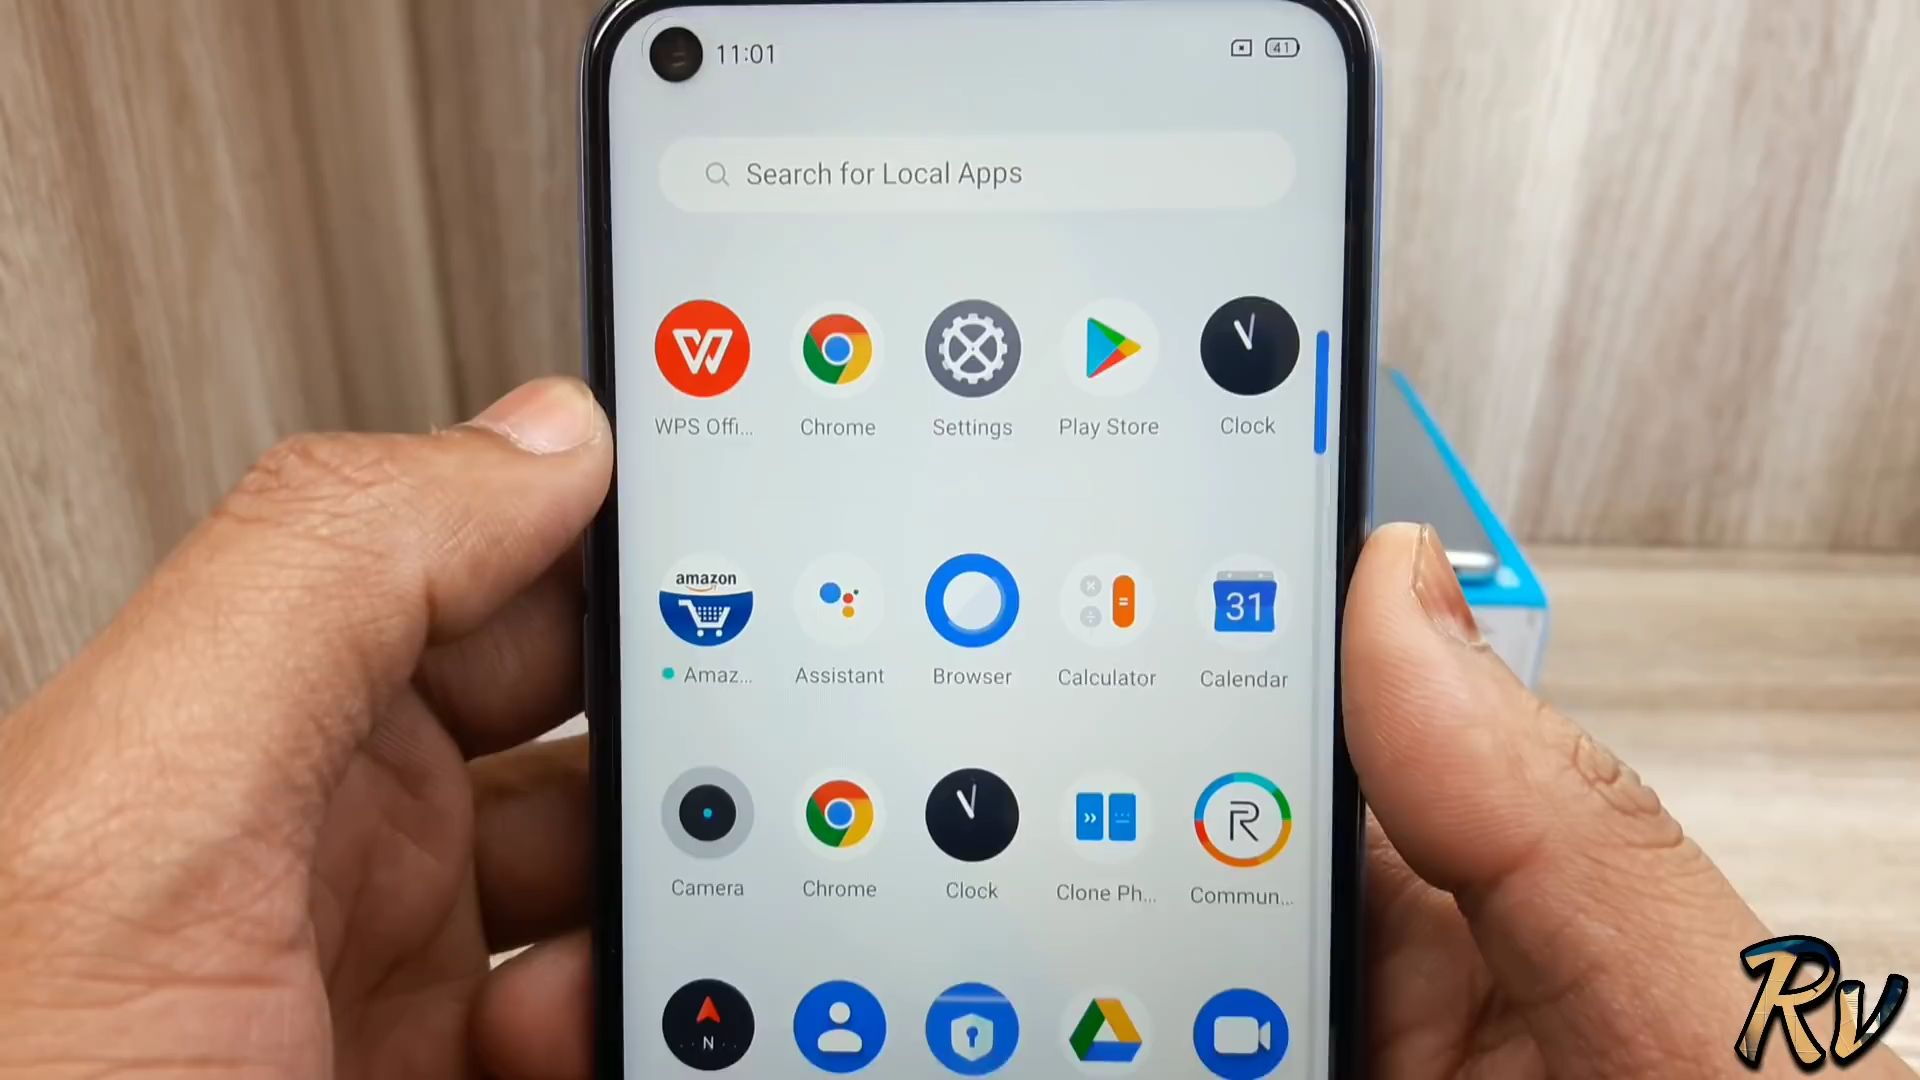 11:01
41
Search for Local Apps
WPS Offi...
Chrome
Settings
Play Store
Clock
amazon
31
Amaz...
Assistant
Browser
Calculator
Calendar
R
Camera
Chrome
Clock
Clone Ph...
Commun...
N
Rv